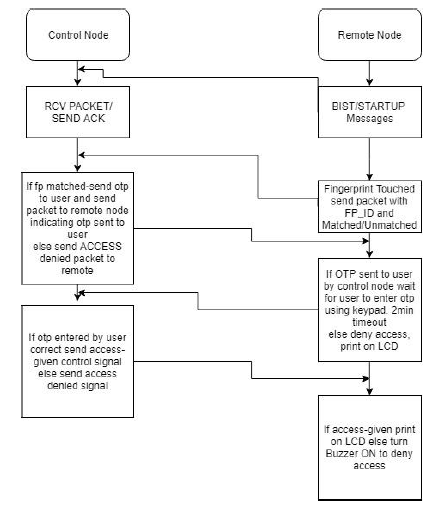 Control Node
Remote Node
RCV PACKET/
SEND ACK
BIST/STARTUP
Messages
If fp matched-send otp
to user and send
packet to remote node
indicating otp sent to
user
else send ACCESS
denied packet to
remote
Fingerprint Touched
send packet with
FP_ID and
Matched/Unmatched
If OTP sent to user
by control node wait
for user to enter otp
using keypad. 2min
timeout
else deny access,
print on LCD
If otp entered by user
correct send access-
given control signal
else send access
denied signal
If access-given print
on LCD else turn
Buzzer ON to deny
access